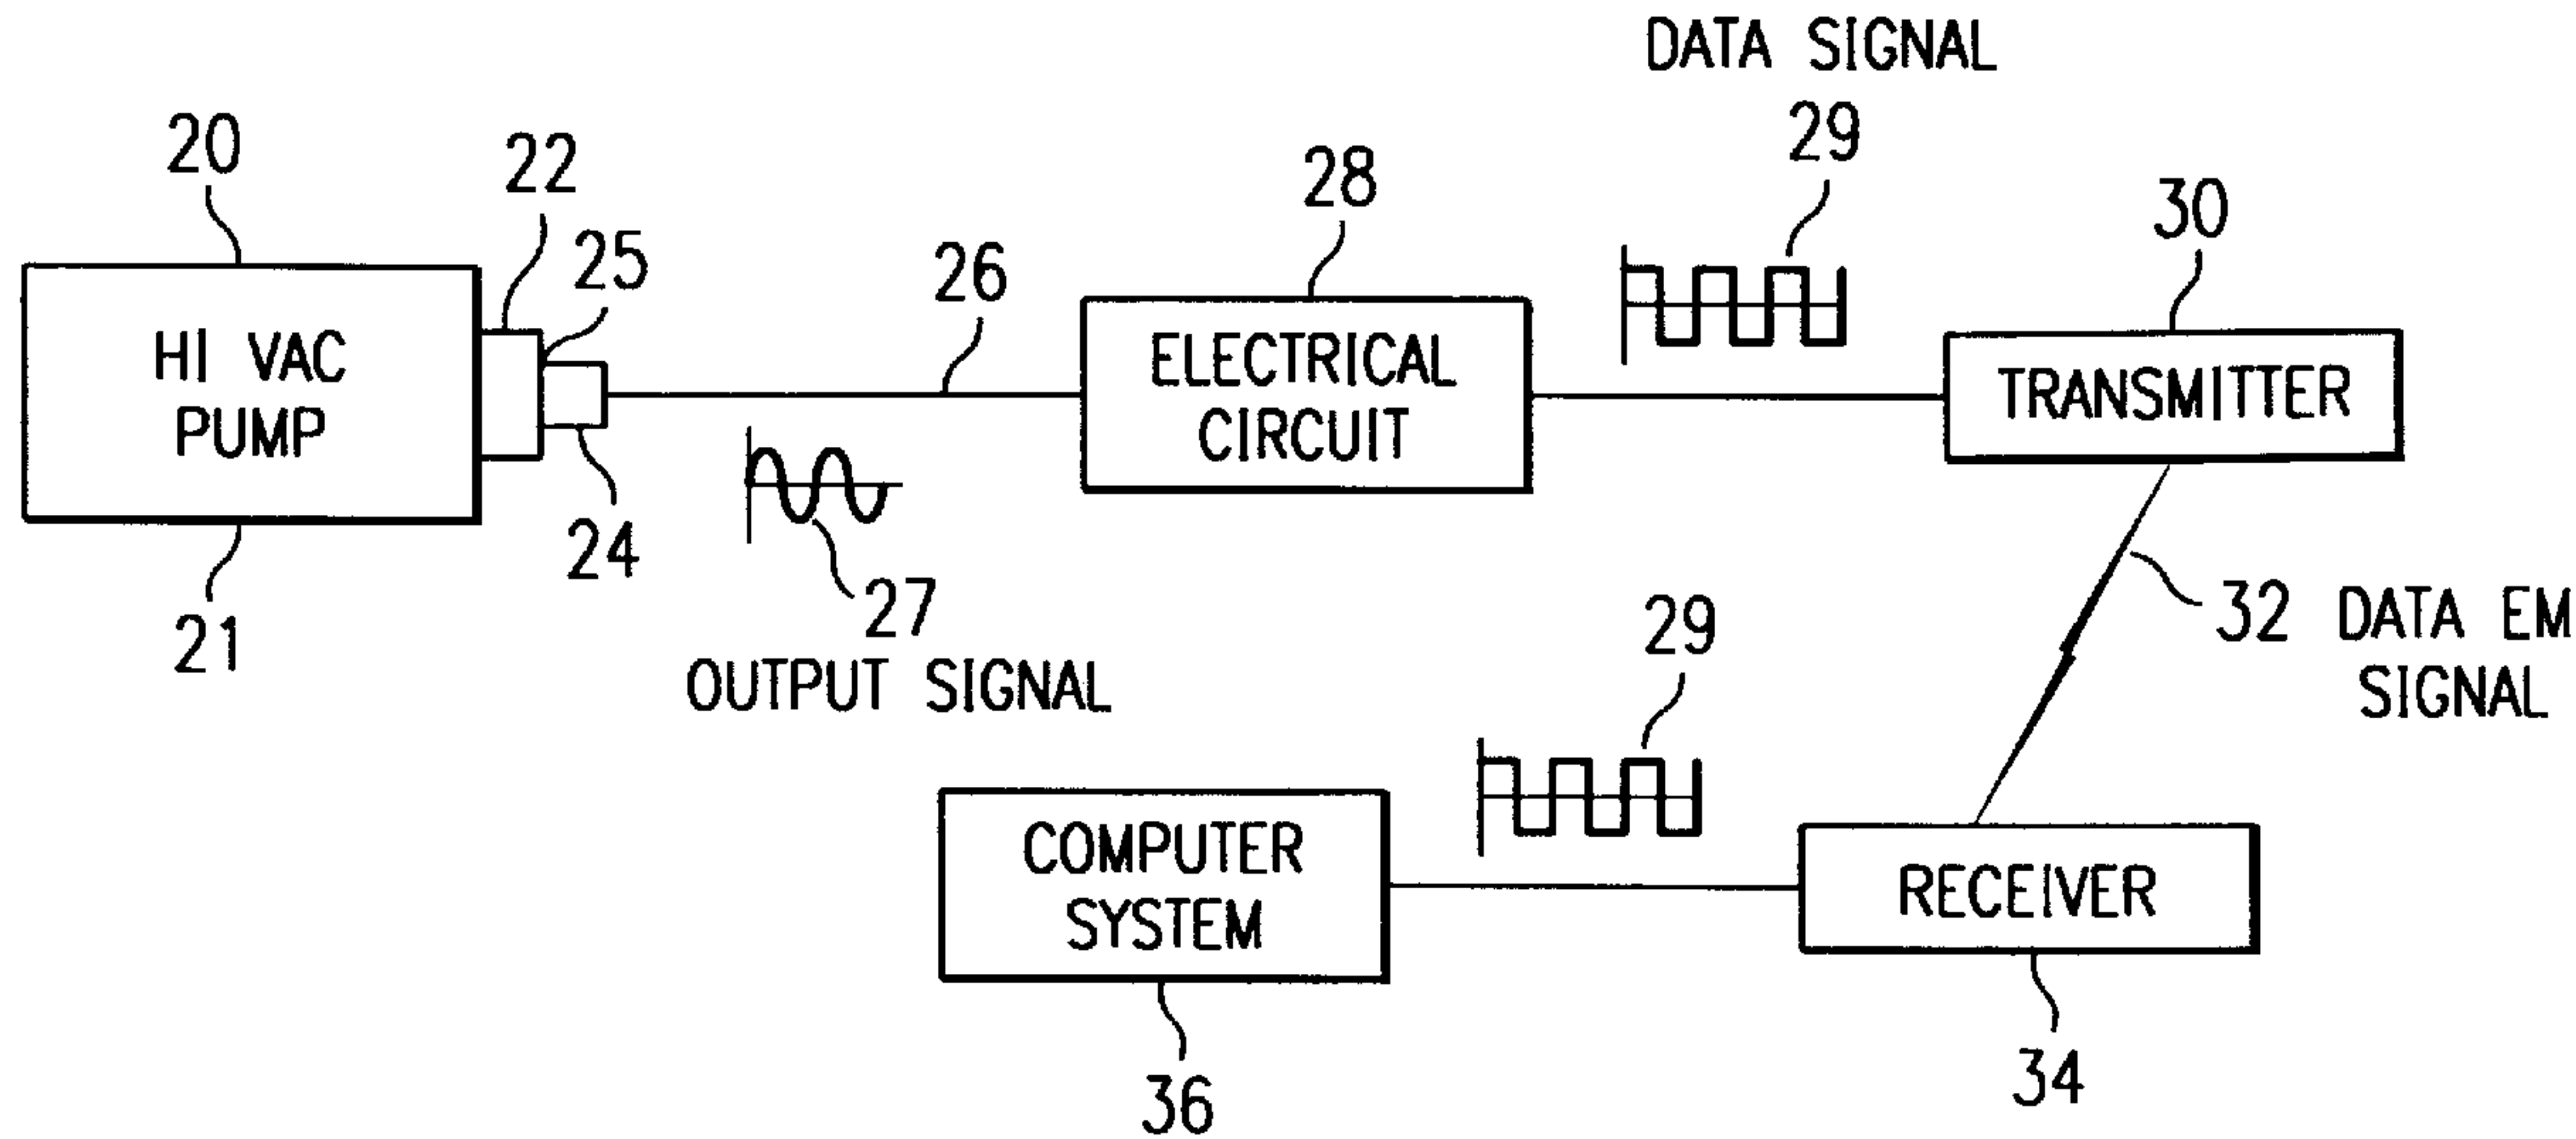 DATA SIGNAL
29
20
22
25
26
28
30
HI VAC
PUMP
ELECTRICAL
CIRCUIT
TRANSMITTER
24
21
27
OUTPUT SIGNAL
29
32 DATA EM
SIGNAL
COMPUTER
SYSTEM
RECEIVER
36
34